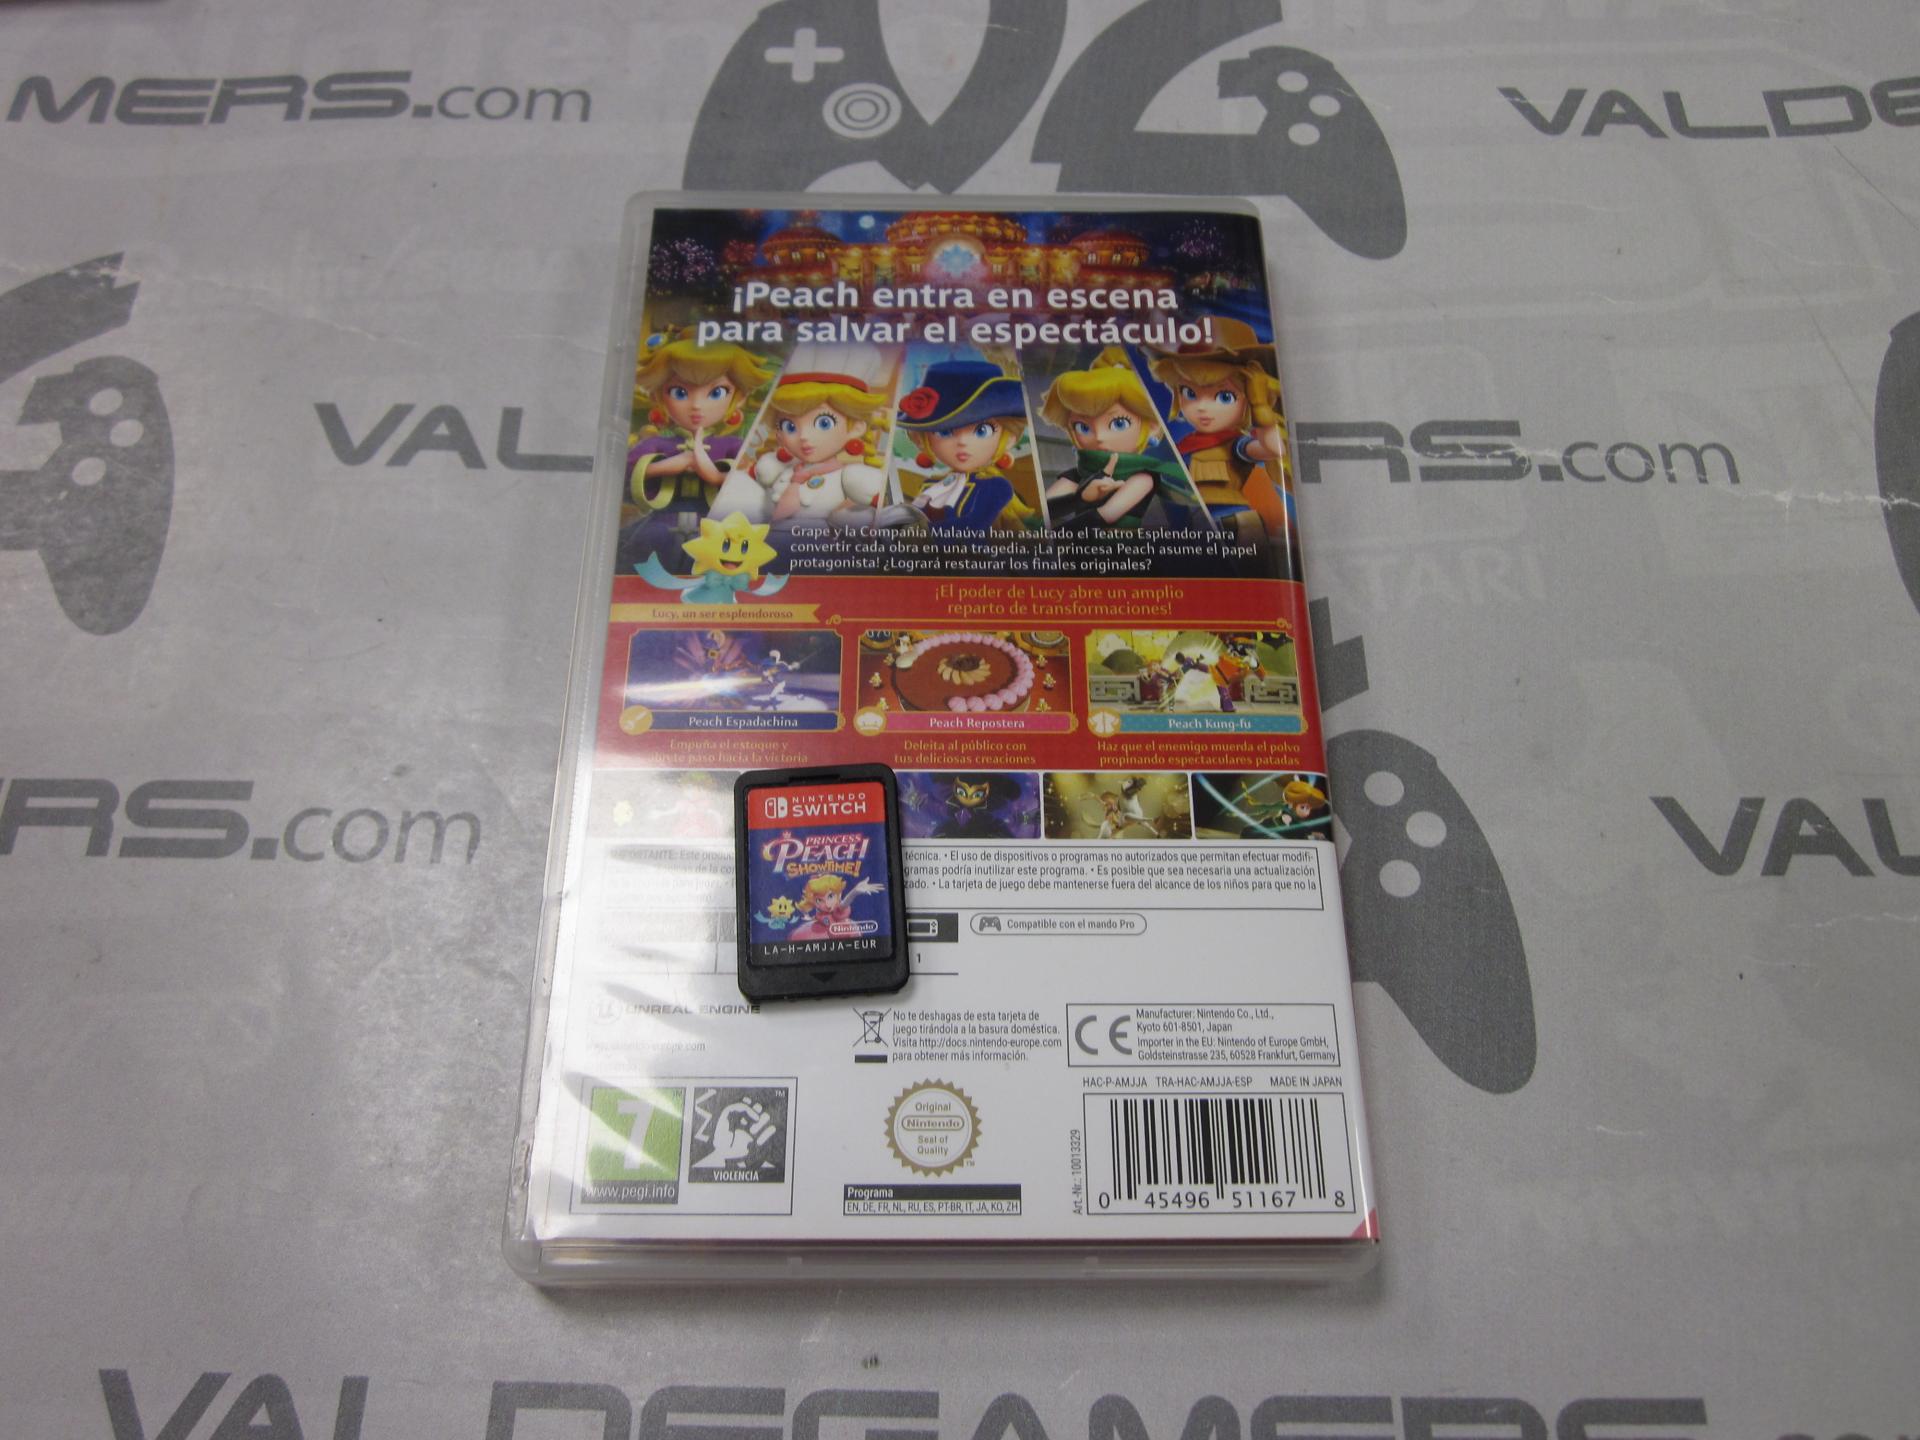 MERS.com
VALDE
¡Peach entra en escena
para salvar el espectáculo!
VAL
RS.com
Grape y la Compañía Malaúva han asaltado el Teatro Esplendor para
convertir cada obra en una tragedia. ¡La princesa Peach asume el papel
protagonista! ¿Logrará restaurar los finales originales?
¡El poder de Lucy abre un amplio
reparto de transformaciones!
Lucy, un ser esplendoroso
Peach Espadachina
Peach Repostera
Peach Kung-fu
Empuña el estoque y
ábrete paso hacia la victoria
Deleita al público con
tus deliciosas creaciones
Haz que el enemigo muerda el polvo
propinando espectaculares patadas
ERS.com
VAL
NINTENDO
SWITCH
PRINCESS
PEACH
SHOWTIME!
Nintendo
LA-H-AMJJA-EUR
IMPORTANTE: Este técnica. • El uso de dispositivos o programas no autorizados que permitan efectuar modifi-
gramas podría inutilizar este programa. • Es posible que sea necesaria una actualización
zado. • La tarjeta de juego debe mantenerse fuera del alcance de los niños para que no la
Compatible con el mando Pro
1
UNREAL ENGINE
No te deshagas de esta tarjeta de
juego tirándola a la basura doméstica.
Visita http://docs.nintendo-europe.com
para obtener más información.
CE
Manufacturer: Nintendo Co., Ltd.,
Kyoto 601-8501, Japan
Importer in the EU: Nintendo of Europe GmbH,
Goldsteinstrasse 235, 60528 Frankfurt, Germany
HAC-P-AMJJA TRA-HAC-AMJJA-ESP MADE IN JAPAN
7
www.pegi.info
VIOLENCIA
Original
Nintendo
Seal of
Quality
Programa
EN, DE, FR, NL, RU, ES, PT-BR, IT, JA, KO, ZH
Art.-Nr.: 10013329
0 45496 51167 8
VALDEGAMERS.com